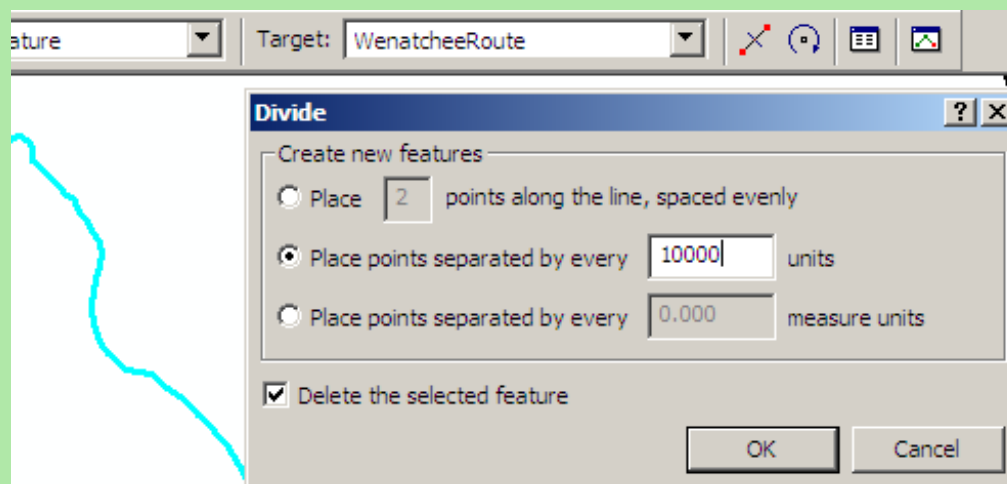 ature Target: WenatcheeRoute
Divide ? X
Create new features
Place 2 points along the line, spaced evenly
Place points separated by every 10000 units
Place points separated by every 0.000 measure units
Delete the selected feature
OK Cancel